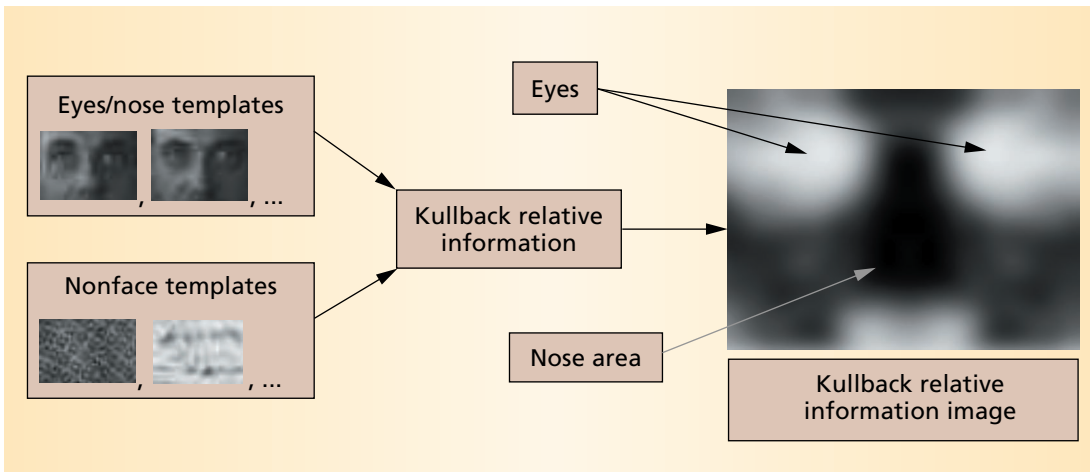 Eyes/nose templates
, , ...
Nonface templates
, , ...
Kullback relative
information
Eyes
Nose area
Kullback relative
information image